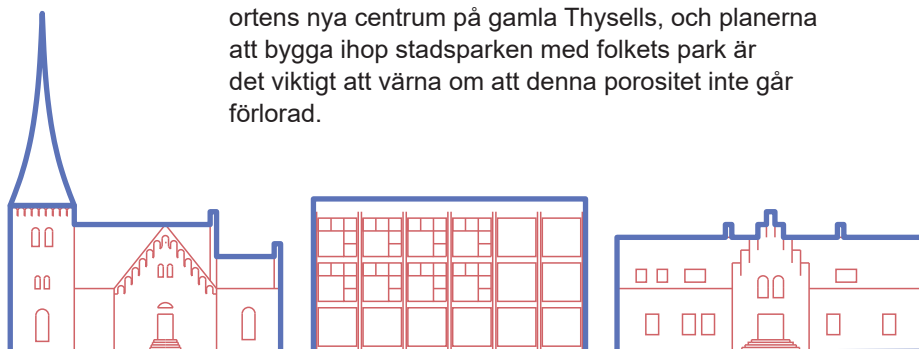 ortens nya centrum på gamla Thysells, och planerna
att bygga ihop stadsparken med folkets park är
det viktigt att värna om att denna porositet inte går
förlorad.